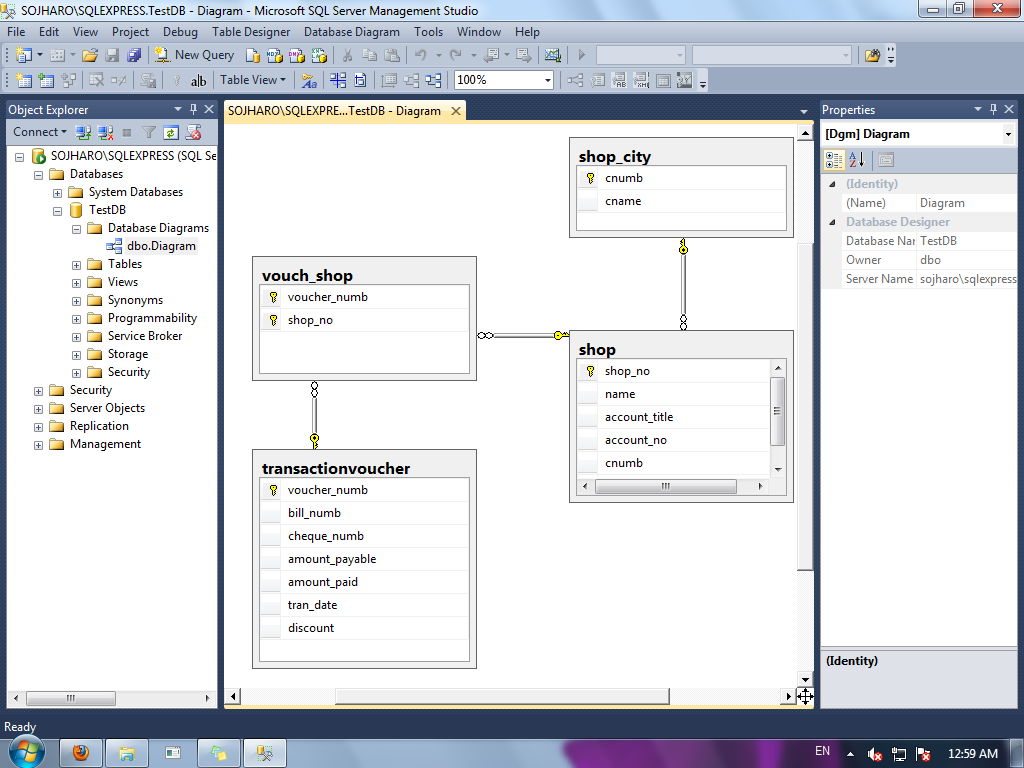 SOJHARO\SQLEXPRESS.TestDB - Diagram - Microsoft SQL Server Management Studio
File Edit View Project Debug Table Designer Database Diagram Tools Window Help
New Query
Table View 100%
Object Explorer
Connect
SOJHARO\SQLEXPRESS (SQL Se
Databases
System Databases
TestDB
Database Diagrams
dbo.Diagram
Tables
Views
Synonyms
Programmability
Service Broker
Storage
Security
Security
Server Objects
Replication
Management
SOJHARO\SQLEXPRE...TestDB - Diagram
shop_city
cnumb
cname
vouch_shop
voucher_numb
shop_no
shop
shop_no
name
account_title
account_no
cnumb
transactionvoucher
voucher_numb
bill_numb
cheque_numb
amount_payable
amount_paid
tran_date
discount
Properties
[Dgm] Diagram
(Identity)
(Name) Diagram
Database Designer
Database Nar TestDB
Owner dbo
Server Name sojharo\sqlexpress
(Identity)
Ready
EN 12:59 AM